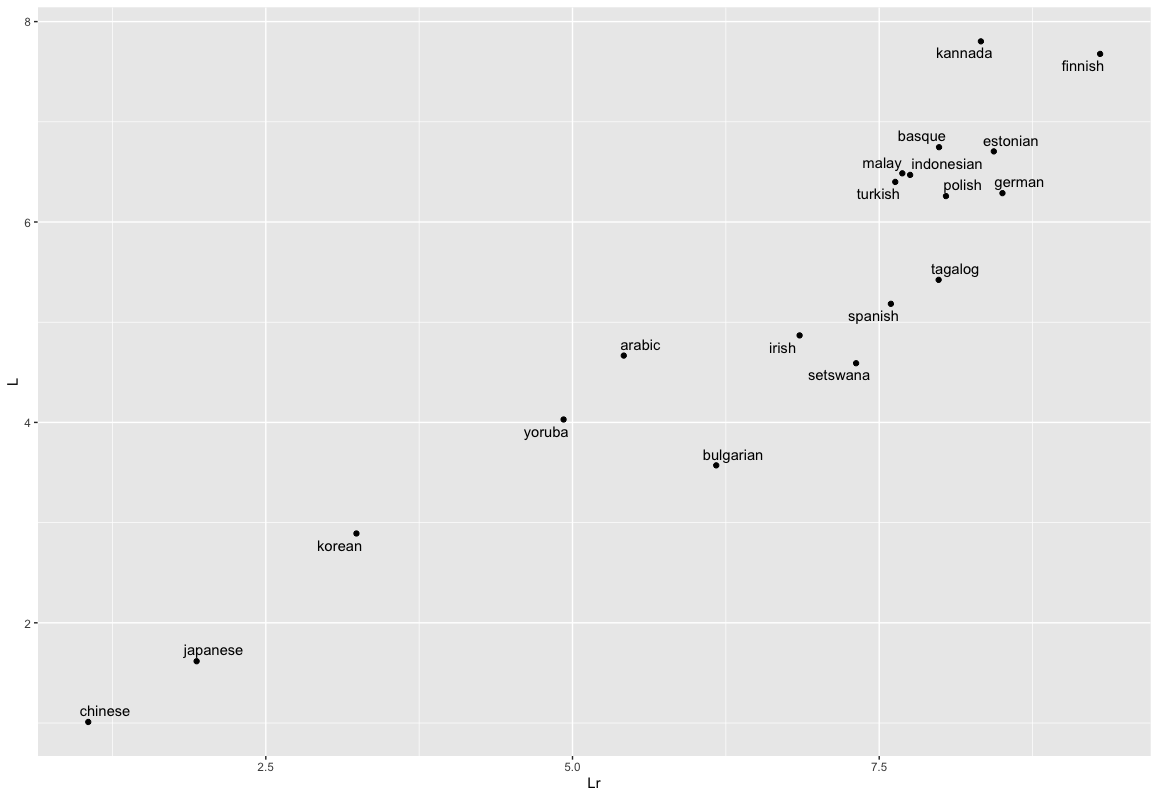 8
kannada
finnish
basque
estonian
malay
indonesian
turkish
polish
german
6
tagalog
spanish
arabic
irish
setswana
L
4
yoruba
bulgarian
korean
2
japanese
chinese
2.5
5.0
7.5
Lr